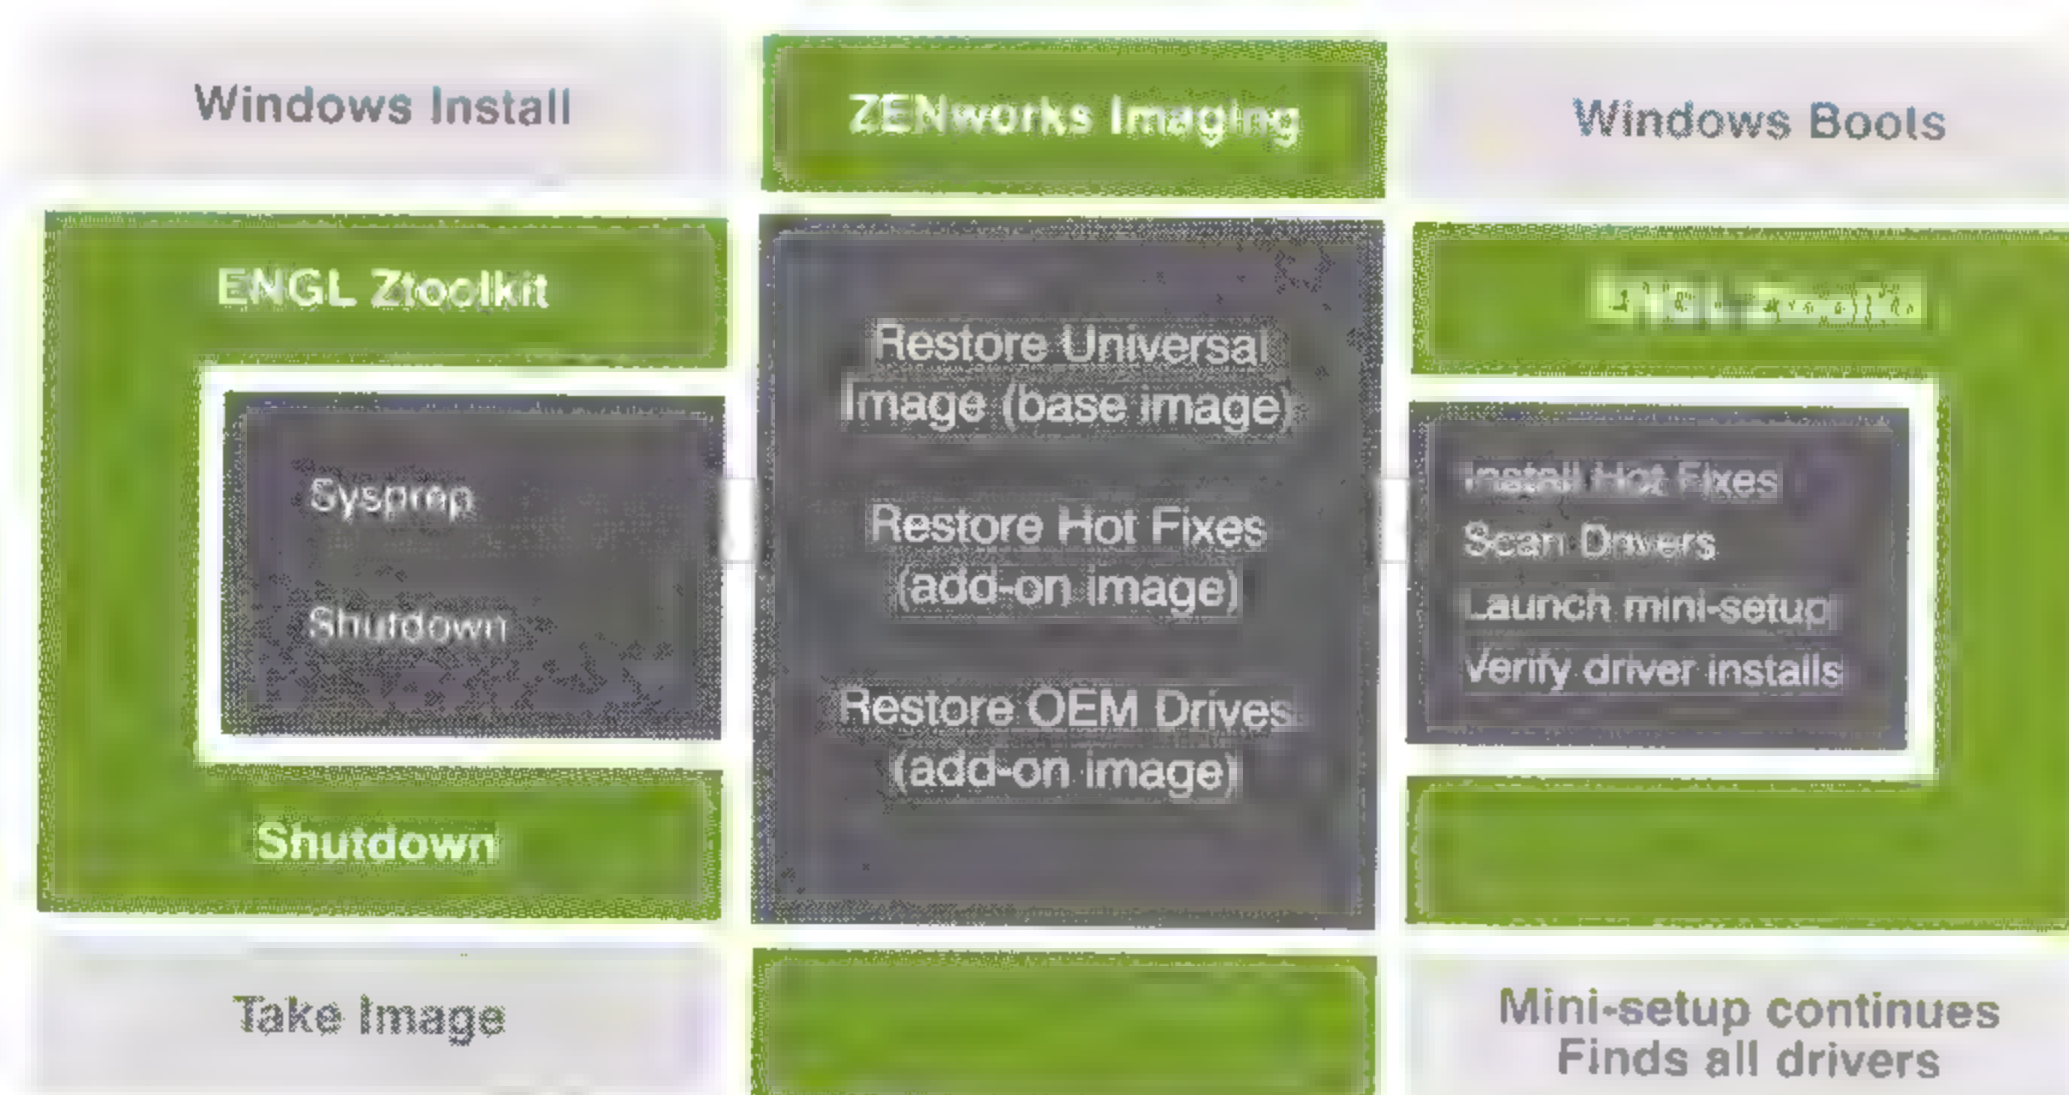 Windows Install
ENGL Ztoolkit
Sysprep
Shutdown
Shutdown
Take Image
ZENworks Imaging
Restore Universal
Image (base image)
Restore Hot Fixes
(add-on image)
Restore OEM Drives
(add-on image)
Windows Boots
Install Hot Fixes
Scan Drivers
Launch mini-setup
Verify driver installs
Mini-setup continues
Finds all drivers